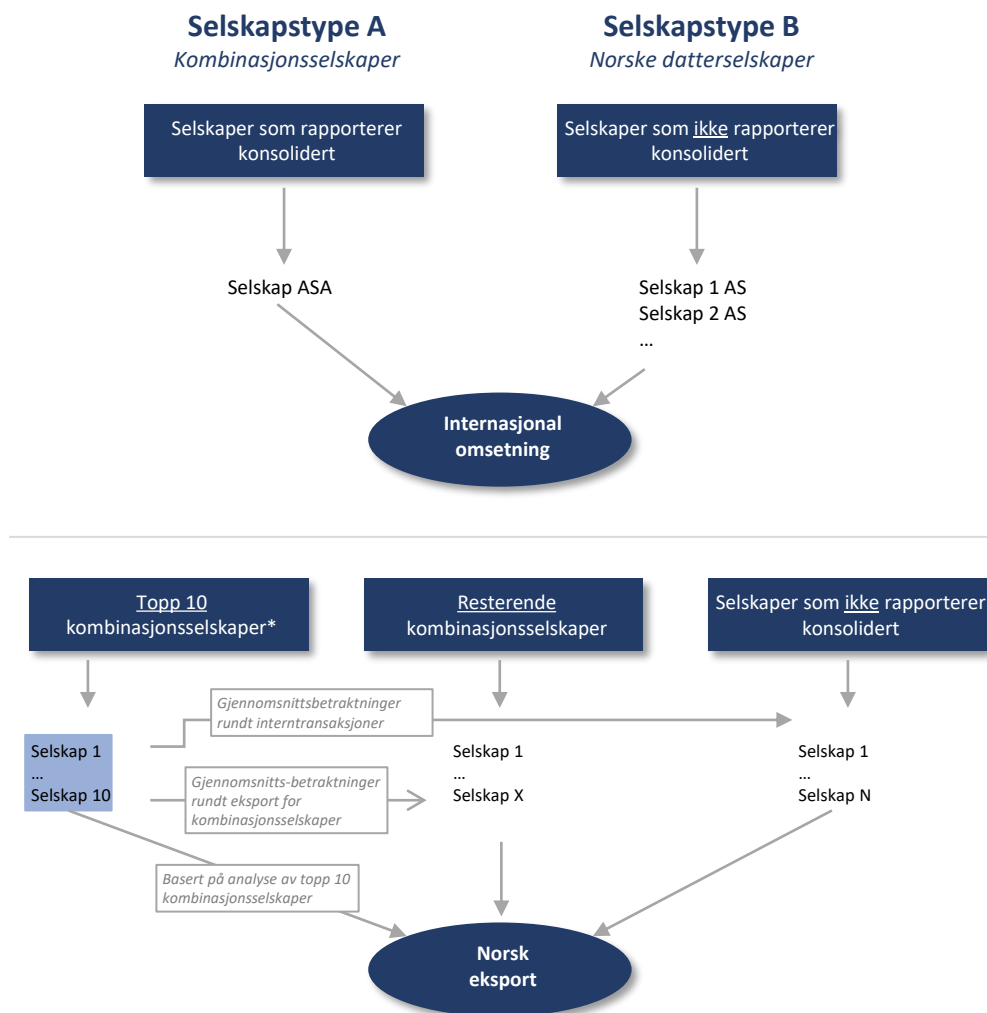 Selskapstype A
Kombinasjonsselskaper
Selskapstype B
Norske datterselskaper
Selskaper som rapporterer
konsolidert
Selskaper som ikke rapporterer
konsolidert
Selskap ASA
Selskap 1 AS
Selskap 2 AS
...
Internasjonal
omsetning
Topp 10
kombinasjonsselskaper*
Resterende
kombinasjonsselskaper
Selskaper som ikke rapporterer
konsolidert
Gjennomsnittsbetraktninger
rundt interntransaksjoner
Selskap 1
...
Selskap 10
Gjennomsnitts-betraktninger
rundt eksport for
kombinasjonsselskaper
Selskap 1
...
Selskap X
Selskap 1
...
Selskap N
Basert på analyse av topp 10
kombinasjonsselskaper
Norsk
eksport